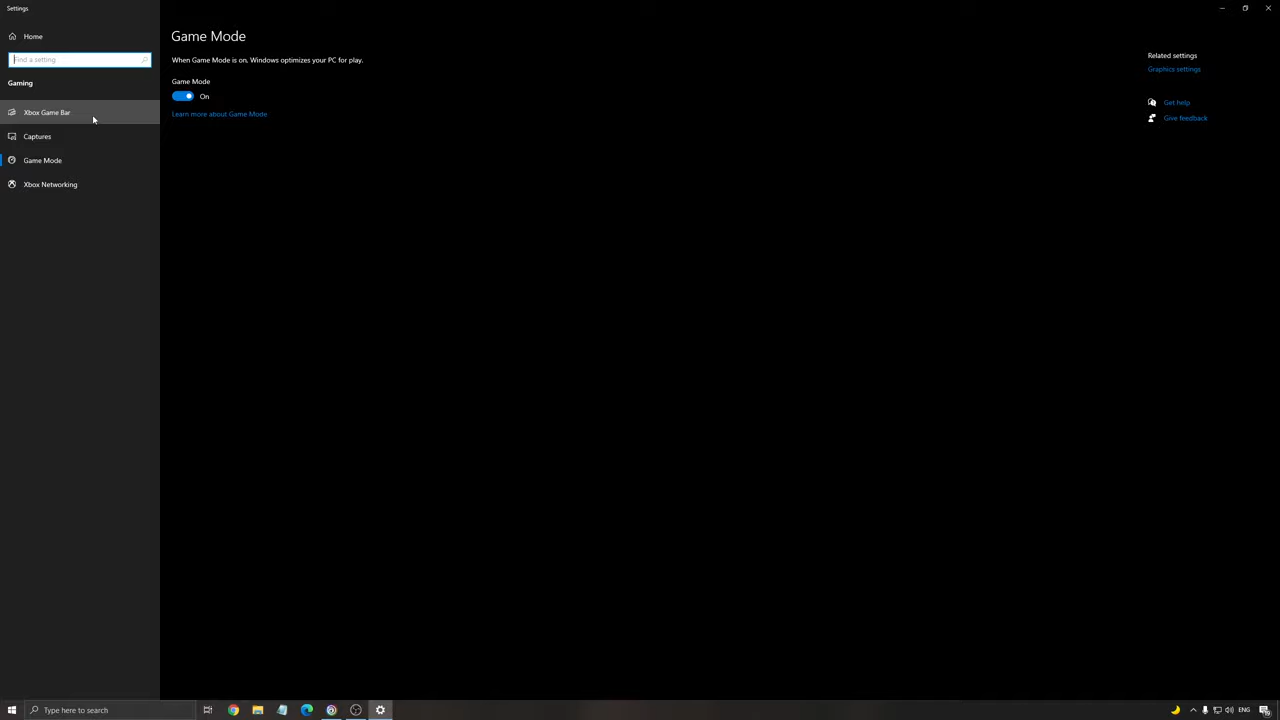 Settings
Home
Find a setting
Gaming
Xbox Game Bar
Captures
Game Mode
Xbox Networking
Game Mode
When Game Mode is on, Windows optimizes your PC for play.
Game Mode
On
Learn more about Game Mode
Related settings
Graphics settings
Get help
Give feedback
Type here to search
ENG